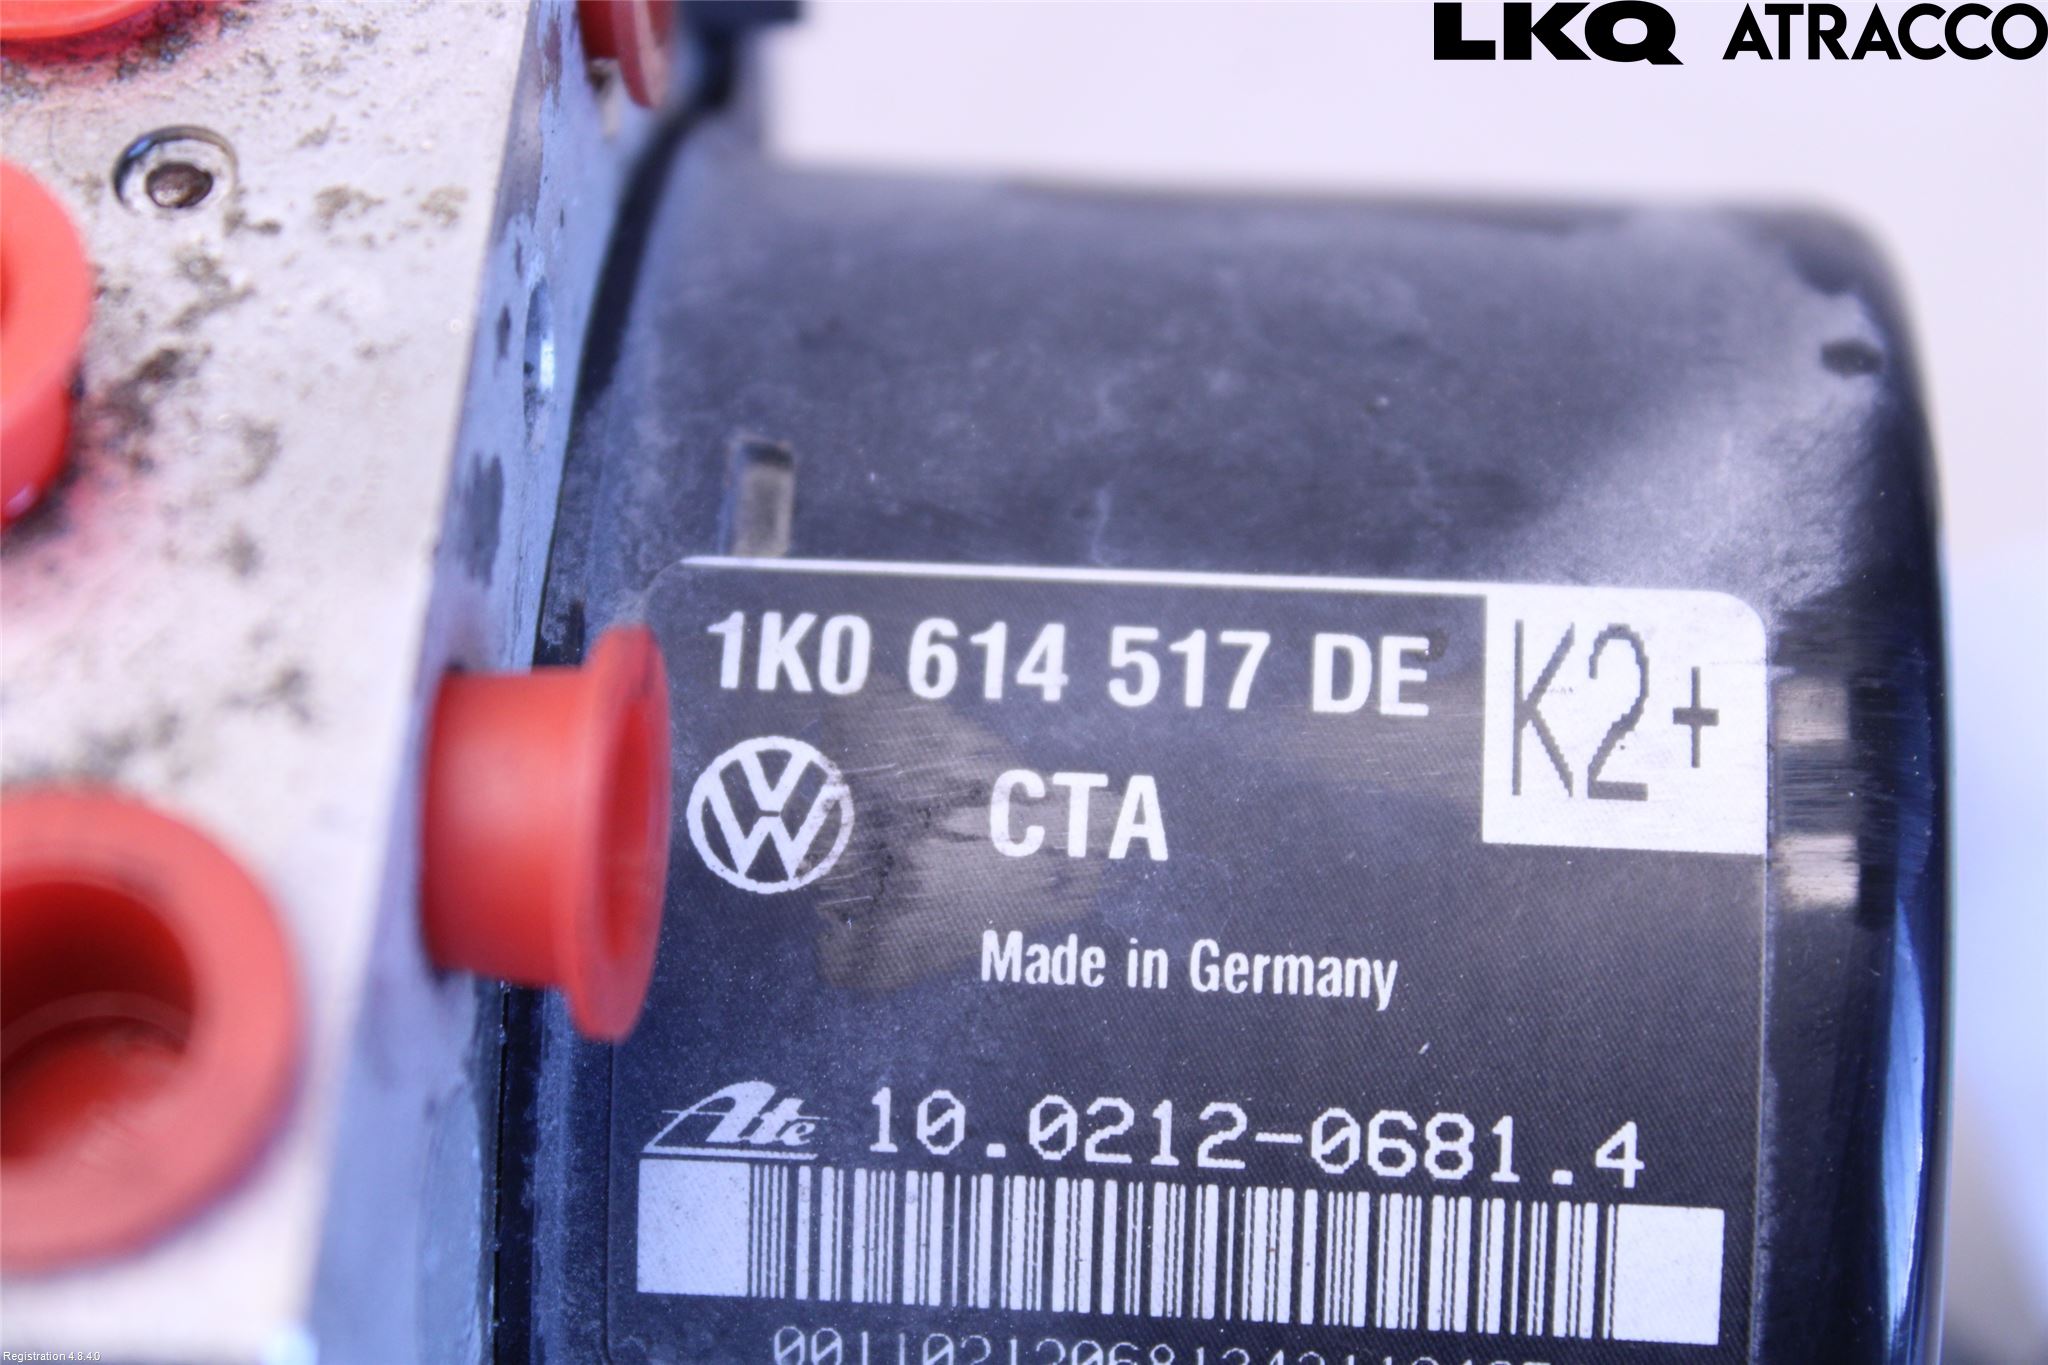 LKQ ATRACCO
1K0 614 517 DE
K2+
CTA
Made in Germany
Ate 10.0212-0681.4
Registration 4.8.4.0